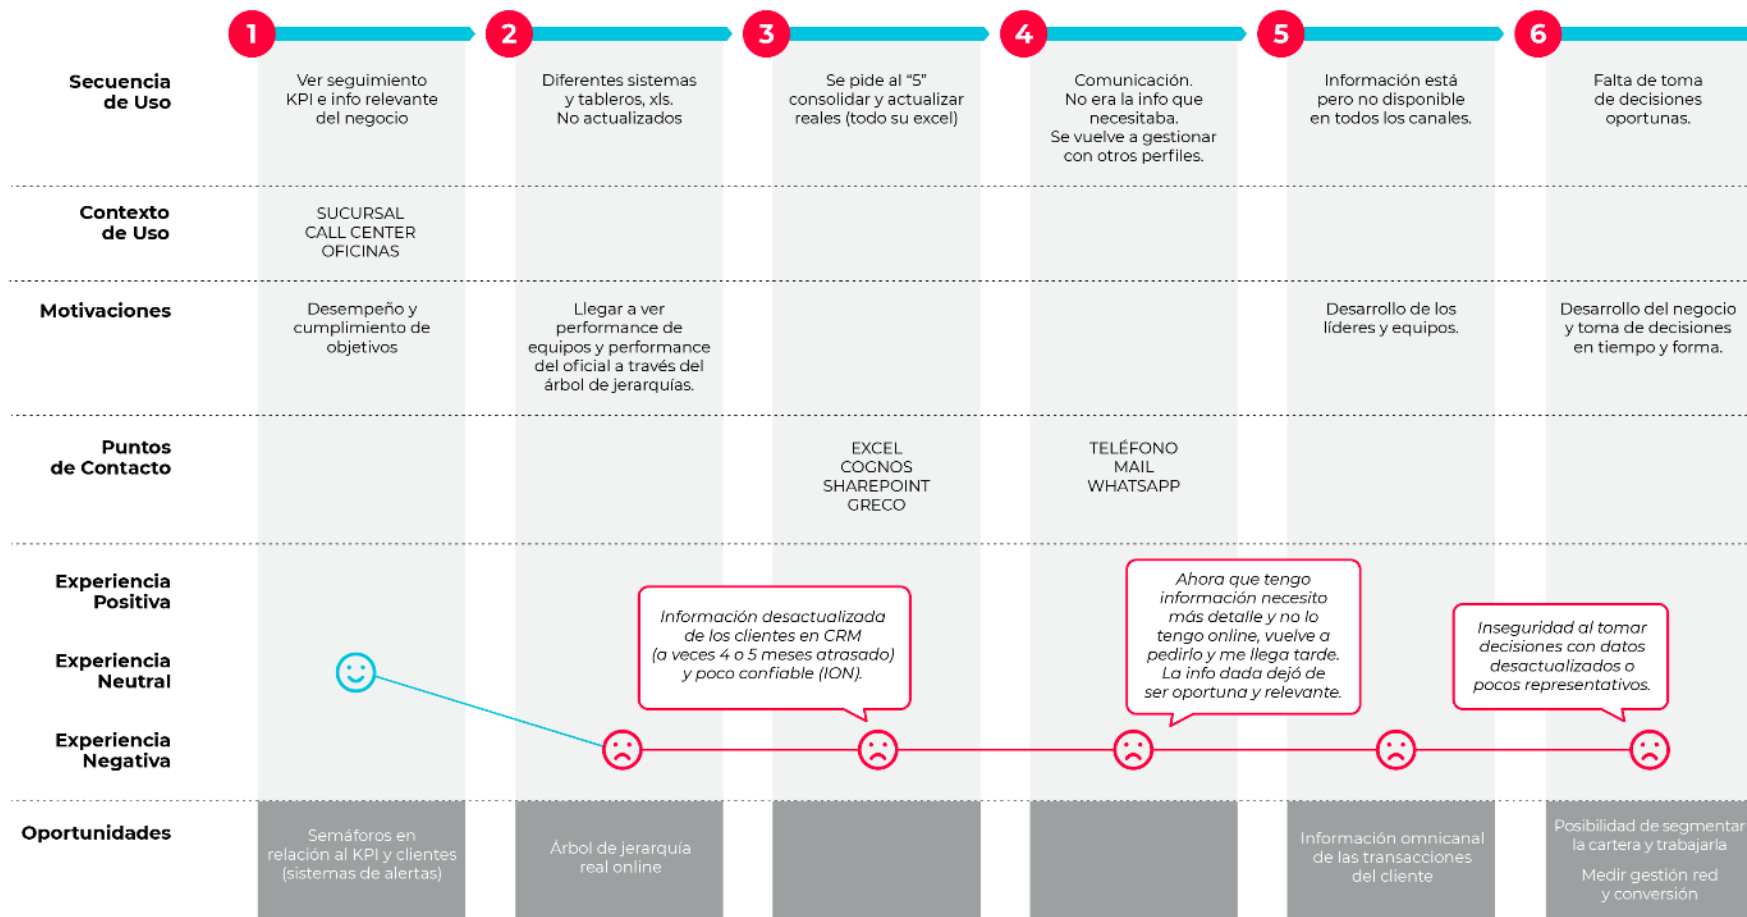 1
2
3
4
5
6
Secuencia
de Uso
Ver seguimiento
KPI e info relevante
del negocio
Diferentes sistemas
y tableros, xls.
No actualizados
Se pide al “5”
consolidar y actualizar
reales (todo su excel)
Comunicación.
No era la info que
necesitaba.
Se vuelve a gestionar
con otros perfiles.
Información está
pero no disponible
en todos los canales.
Falta de toma
de decisiones
oportunas.
Contexto
de Uso
SUCURSAL
CALL CENTER
OFICINAS
Motivaciones
Desempeño y
cumplimiento de
objetivos
Llegar a ver
performance de
equipos y performance
del oficial a través del
árbol de jerarquías.
Desarrollo de los
líderes y equipos.
Desarrollo del negocio
y toma de decisiones
en tiempo y forma.
Puntos
de Contacto
EXCEL
COGNOS
SHAREPOINT
GRECO
TELÉFONO
MAIL
WHATSAPP
Experiencia
Positiva
Experiencia
Neutral
Experiencia
Negativa
Información desactualizada
de los clientes en CRM
(a veces 4 o 5 meses atrasado)
y poco confiable (ION).
Ahora que tengo
información necesito
más detalle y no lo
tengo online, vuelve a
pedirlo y me llega tarde.
La info dada dejó de
ser oportuna y relevante.
Inseguridad al tomar
decisiones con datos
desactualizados o
pocos representativos.
Oportunidades
Semáforos en
relación al KPI y clientes
(sistemas de alertas)
Árbol de jerarquía
real online
Información omnicanal
de las transacciones
del cliente
Posibilidad de segmentar
la cartera y trabajarla
Medir gestión red
y conversión